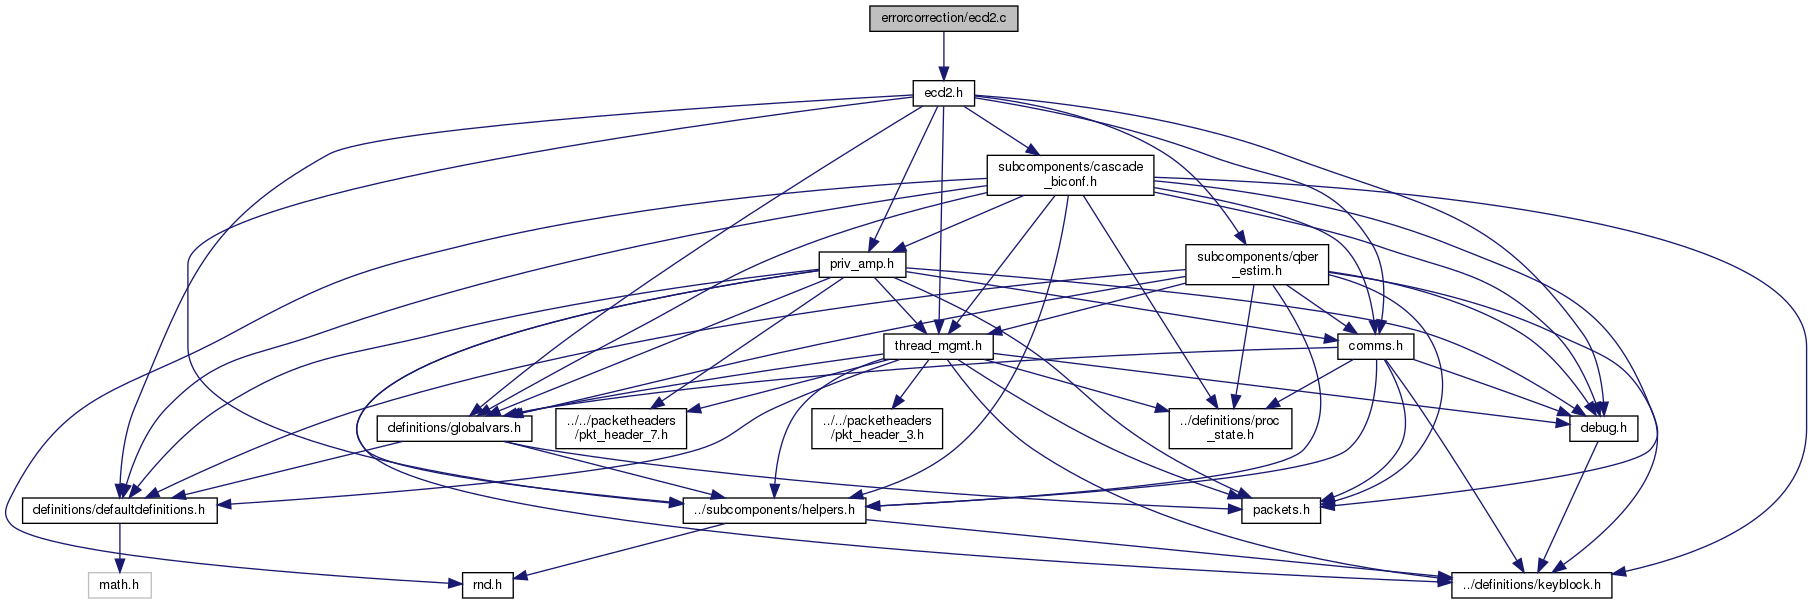 errorcorrection/ecd2.c
ecd2.h
subcomponents/cascade
_biconf.h
priv_amp.h
subcomponents/qber
_estim.h
thread_mgmt.h
comms.h
definitions/globalvars.h
../../packetheaders
/pkt_header_7.h
../../packetheaders
/pkt_header_3.h
../definitions/proc
_state.h
debug.h
definitions/defaultdefinitions.h
../subcomponents/helpers.h
packets.h
math.h
rnd.h
../definitions/keyblock.h